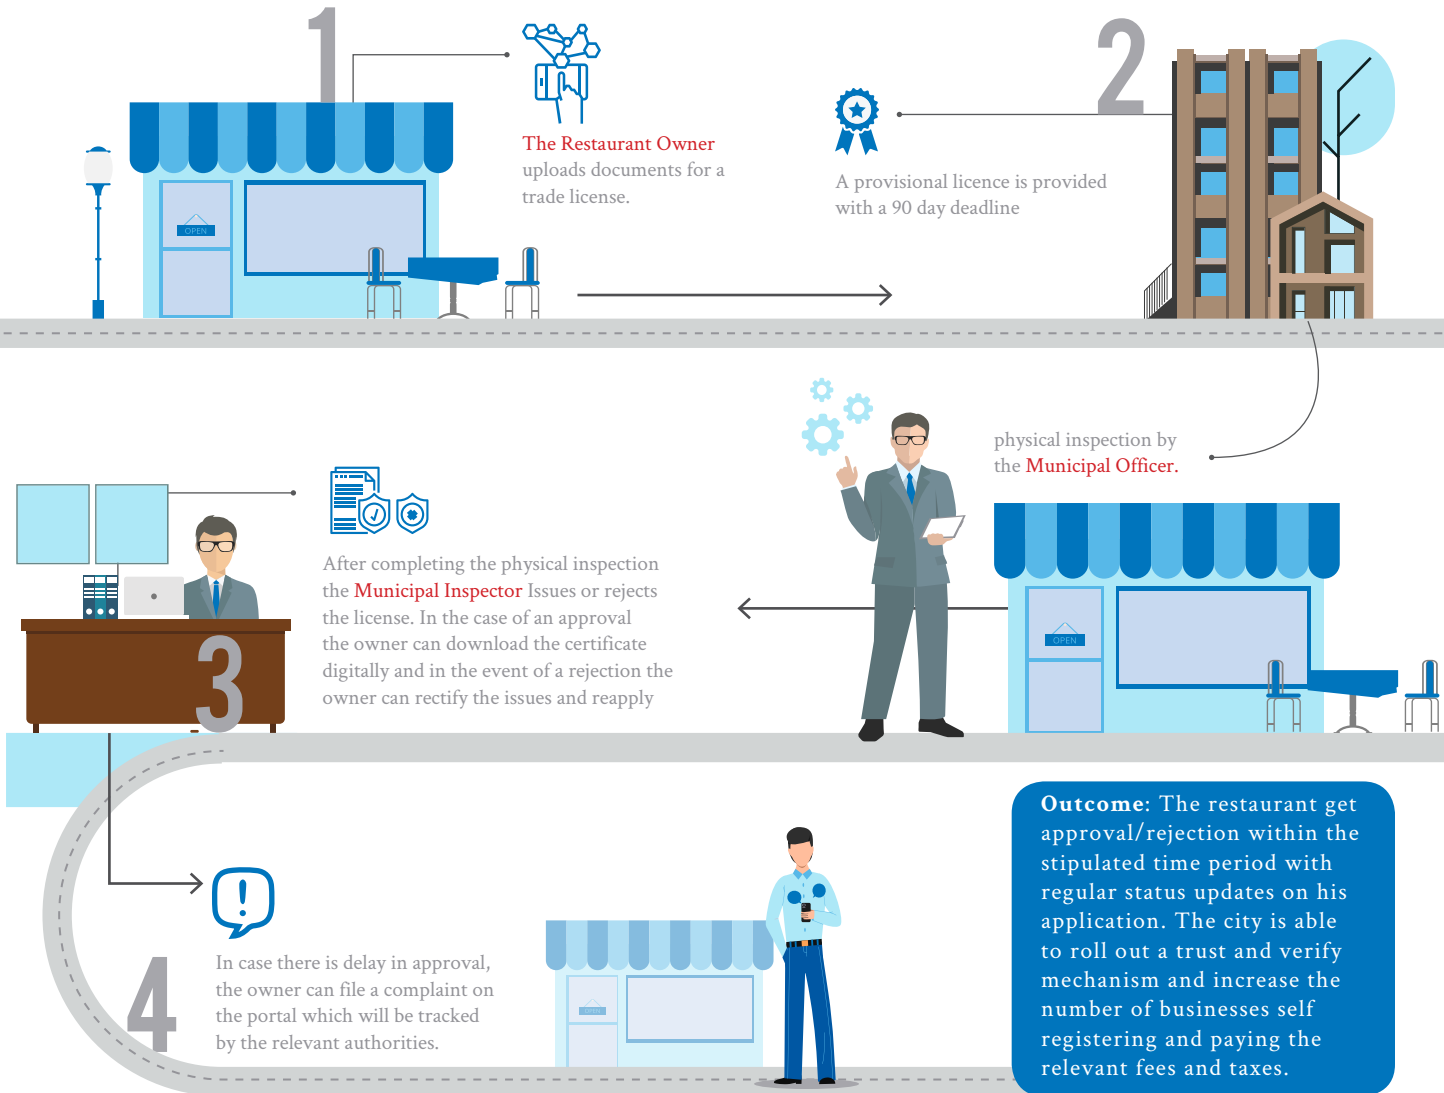 1
The Restaurant Owner
uploads documents for a
trade license.
OPEN
2
A provisional licence is provided
with a 90 day deadline
physical inspection by
the Municipal Officer.
OPEN
3
After completing the physical inspection
the Municipal Inspector Issues or rejects
the license. In the case of an approval
the owner can download the certificate
digitally and in the event of a rejection the
owner can rectify the issues and reapply
4
In case there is delay in approval,
the owner can file a complaint on
the portal which will be tracked
by the relevant authorities.
OPEN
Outcome: The restaurant get
approval/rejection within the
stipulated time period with
regular status updates on his
application. The city is able
to roll out a trust and verify
mechanism and increase the
number of businesses self
registering and paying the
relevant fees and taxes.